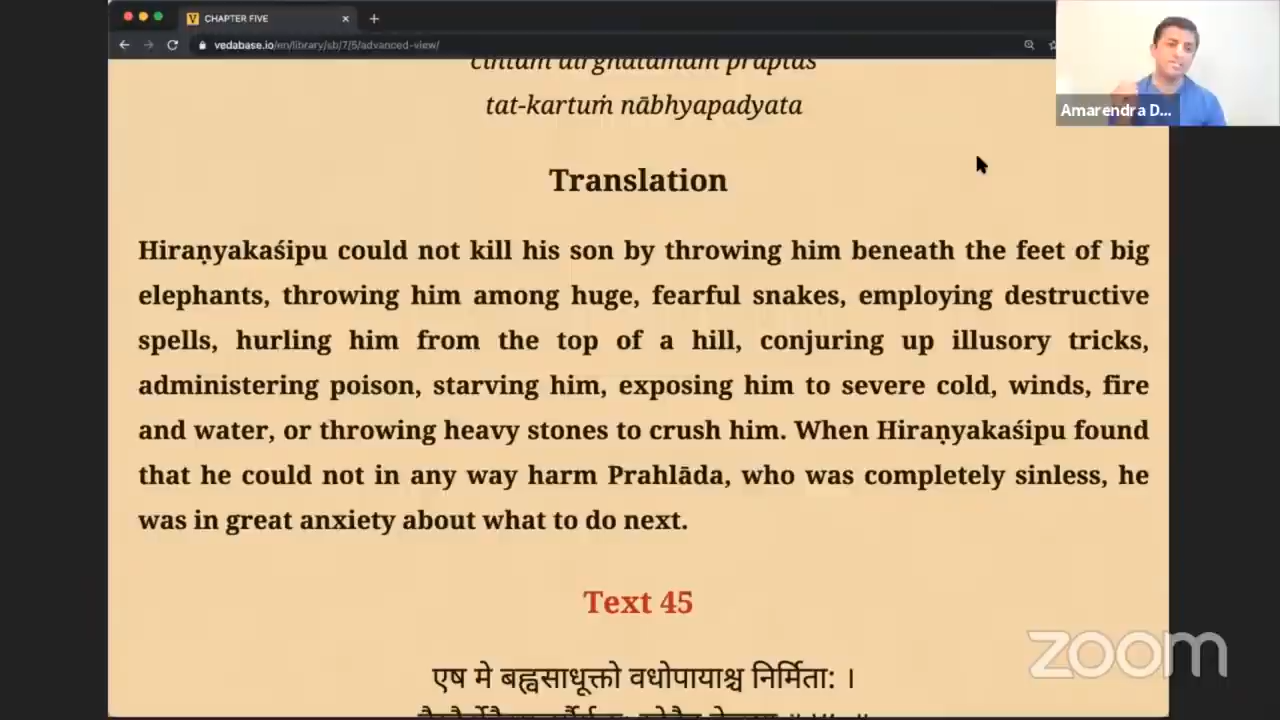 CHAPTER FIVE
vedabase.io/en/library/sb/7/5/advanced-view/
Amarendra D...
cintāṁ dīrghatamāṁ prāptas
tat-kartuṁ nābhyapadyata
Translation
Hiraṇyakaśipu could not kill his son by throwing him beneath the feet of big
elephants, throwing him among huge, fearful snakes, employing destructive
spells, hurling him from the top of a hill, conjuring up illusory tricks,
administering poison, starving him, exposing him to severe cold, winds, fire
and water, or throwing heavy stones to crush him. When Hiraṇyakaśipu found
that he could not in any way harm Prahlāda, who was completely sinless, he
was in great anxiety about what to do next.
Text 45
एष मे बह्वसाधूक्तो वधोपायाश्च निर्मिता: ।
zoom